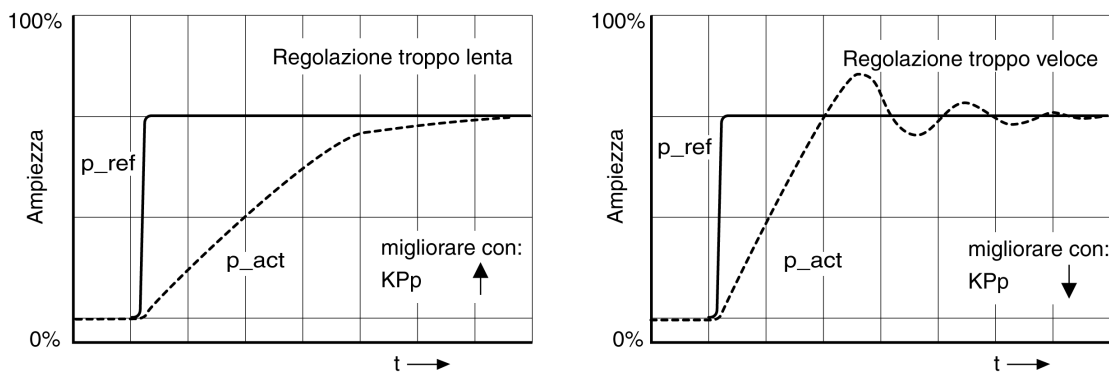 100%
Regolazione troppo lenta
p_ref
Ampiezza
p_act
migliorare con:
KPp
0%
t
100%
Regolazione troppo veloce
p_ref
Ampiezza
p_act
migliorare con:
KPp
0%
t